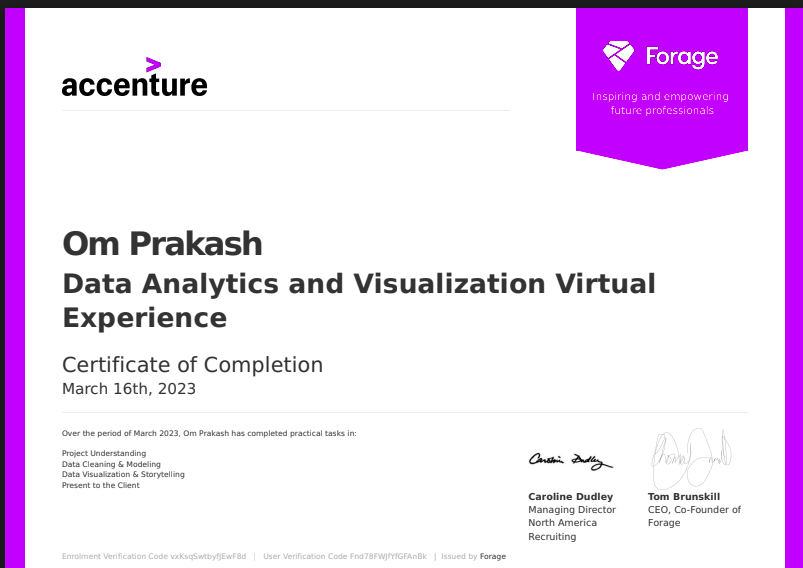 accenture
Forage
Inspiring and empowering
future professionals
Om Prakash
Data Analytics and Visualization Virtual
Experience
Certificate of Completion
March 16th, 2023
Over the period of March 2023, Om Prakash has completed practical tasks in:
Project Understanding
Data Cleaning & Modeling
Data Visualization & Storytelling
Present to the Client
Caroline Dudley
Caroline Dudley
Managing Director
North America
Recruiting
Tom Brunskill
CEO, Co-Founder of
Forage
Enrolment Verification Code | User Verification Code | Issued by Forage